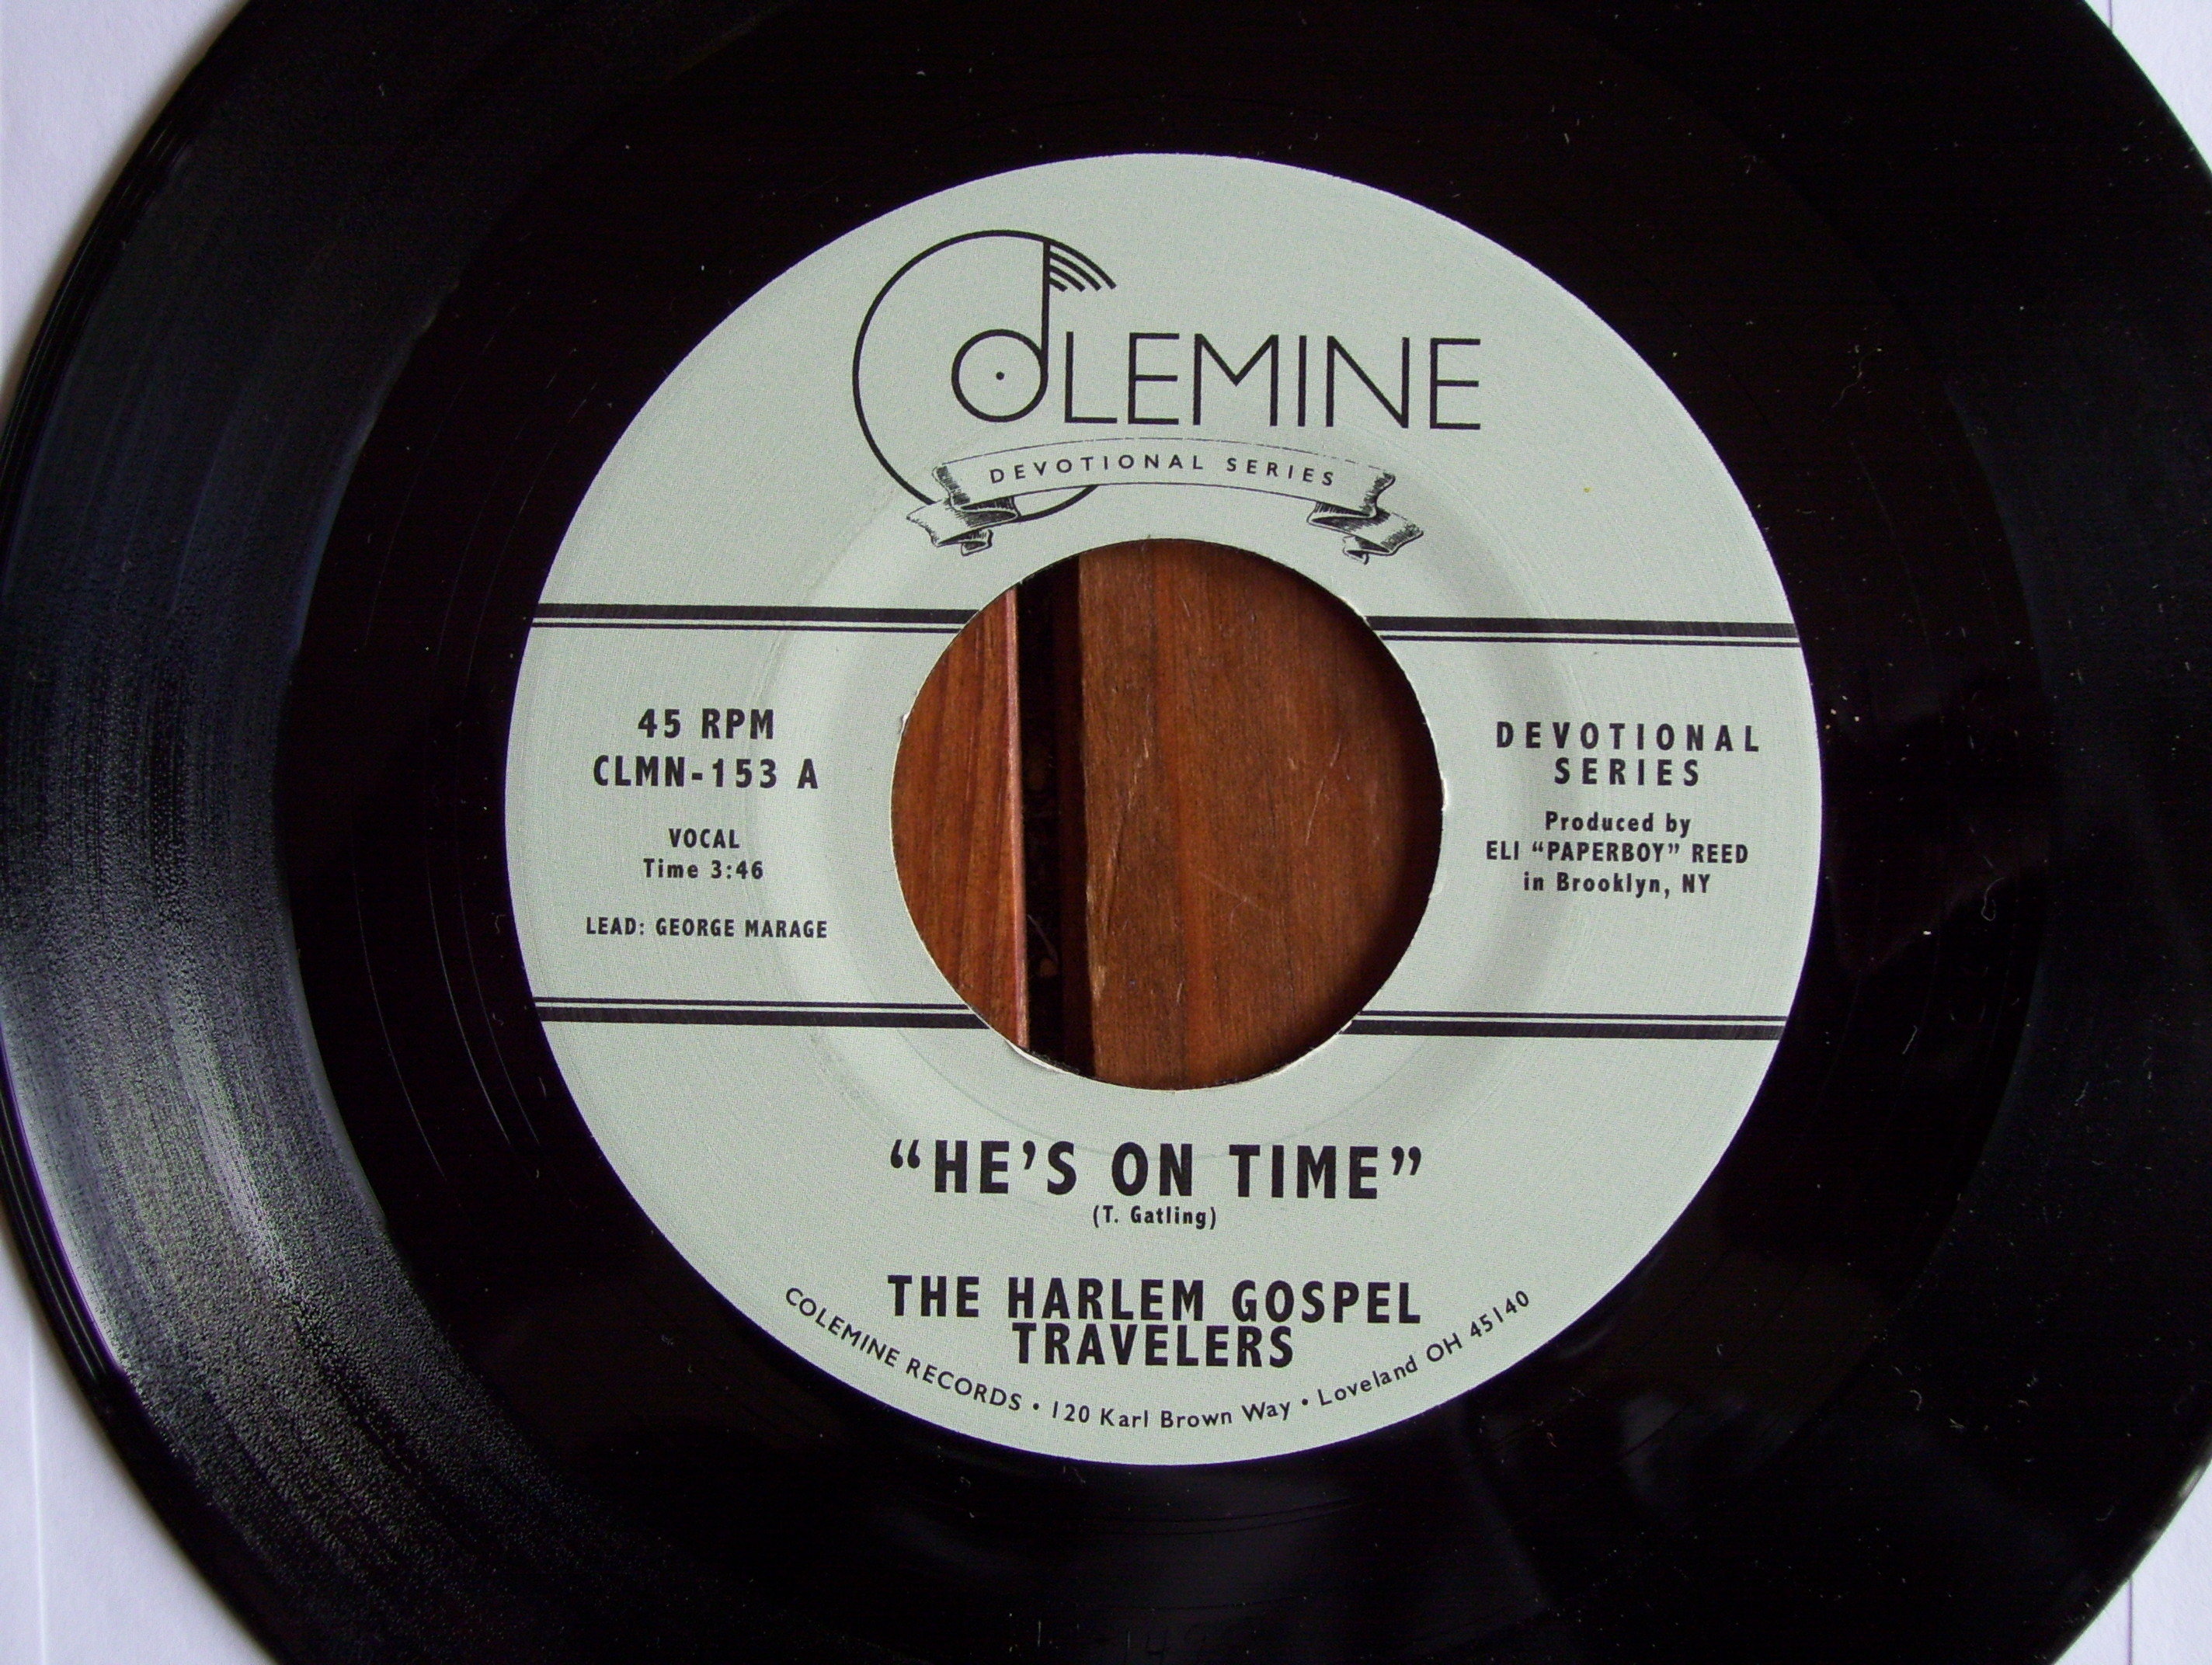 COLEMINE
DEVOTIONAL SERIES
45 RPM
CLMN-153 A
VOCAL
Time 3:46
LEAD: GEORGE MARAGE
DEVOTIONAL
SERIES
Produced by
ELI “PAPERBOY” REED
in Brooklyn, NY
“HE’S ON TIME”
(T. Gatling)
THE HARLEM GOSPEL
TRAVELERS
COLEMINE RECORDS • 120 Karl Brown Way • Loveland OH 45140